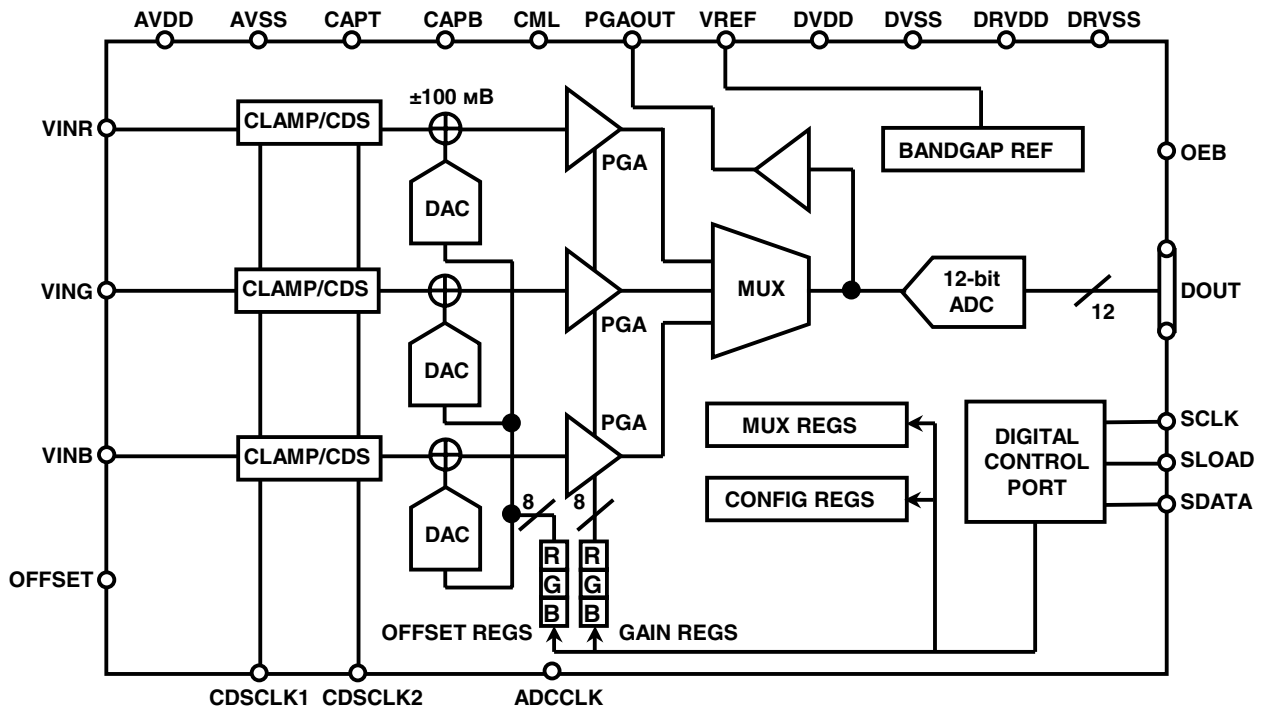 AVDD AVSS CAPT CAPB CML PGAOUT VREF DVDD DVSS DRVDD DRVSS
±100 мВ
VINR
CLAMP/CDS
PGA
BANDGAP REF
OEB
DAC
VING
CLAMP/CDS
PGA
MUX
12-bit
ADC
12
DOUT
DAC
PGA
MUX REGS
DIGITAL
CONTROL
PORT
SCLK
SLOAD
SDATA
VINB
CLAMP/CDS
CONFIG REGS
8
8
DAC
R
G
B
R
G
B
OFFSET
OFFSET REGS
GAIN REGS
CDSCLK1 CDSCLK2 ADCCLK